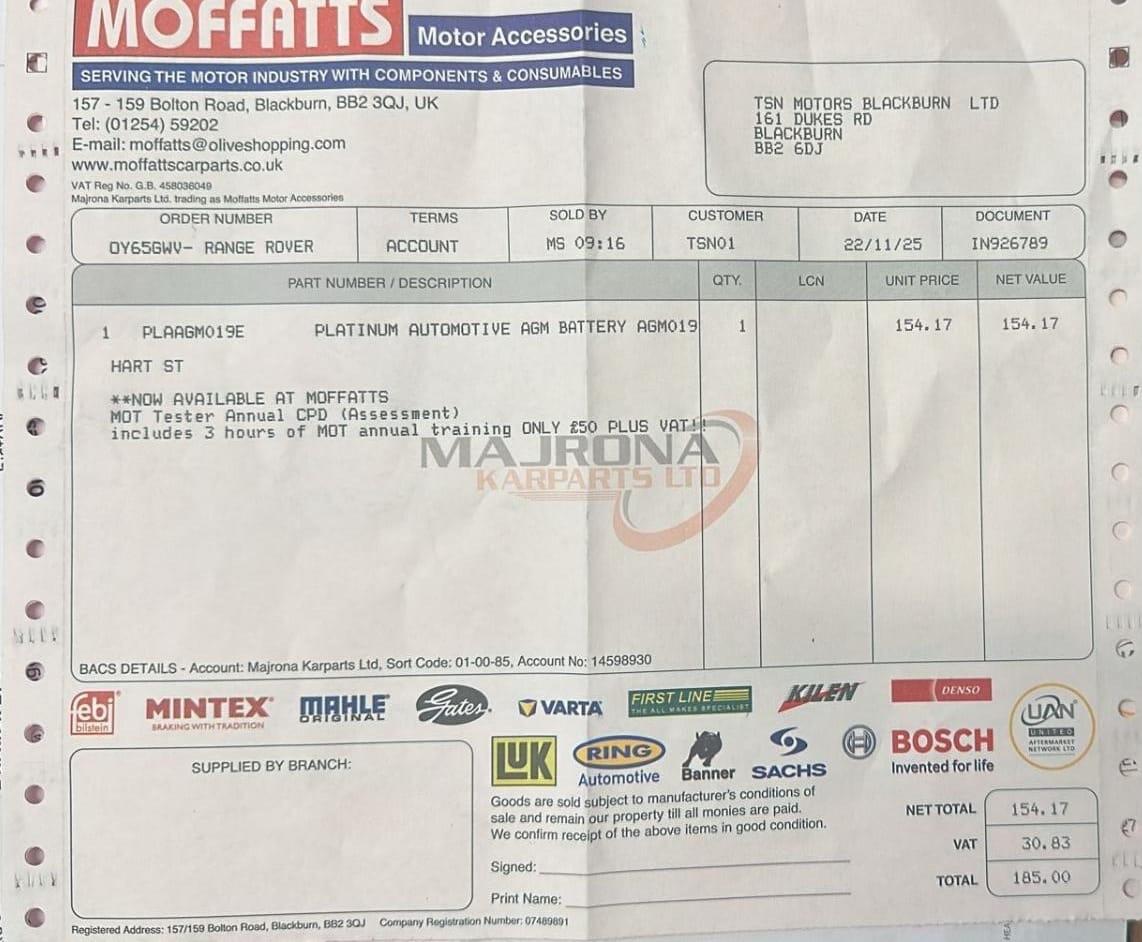 MOFFATTS Motor Accessories
SERVING THE MOTOR INDUSTRY WITH COMPONENTS & CONSUMABLES
157 - 159 Bolton Road, Blackburn, BB2 3QJ, UK
Tel: (01254) 59202
E-mail: moffatts@oliveshopping.com
www.moffattscarparts.co.uk
VAT Reg No. G.B. 458036049
Majrona Karparts Ltd. trading as Moffatts Motor Accessories
TSN MOTORS BLACKBURN LTD
161 DUKES RD
BLACKBURN
BB2 6DJ
ORDER NUMBER TERMS SOLD BY CUSTOMER DATE DOCUMENT
OY65GWV- RANGE ROVER ACCOUNT MS 09:16 TSN01 22/11/25 IN926789
PART NUMBER / DESCRIPTION QTY. LCN UNIT PRICE NET VALUE
1 PLAAGM019E PLATINUM AUTOMOTIVE AGM BATTERY AGM019 1 154.17 154.17
HART ST
**NOW AVAILABLE AT MOFFATTS
MOT Tester Annual CPD (Assessment)
includes 3 hours of MOT annual training ONLY £50 PLUS VAT!!
MAJRONA
KARPARTS LTD
BACS DETAILS - Account: Majrona Karparts Ltd, Sort Code: 01-00-85, Account No: 14598930
febi bilstein
MINTEX
BRAKING WITH TRADITION
MAHLE
ORIGINAL
Gates
VARTA
FIRST LINE
THE ALL MAKES SPECIALIST
KILEN
DENSO
UAN
UNITED
AFTERMARKET
NETWORK LTD
LUK
RING
Automotive
Banner
SACHS
BOSCH
Invented for life
SUPPLIED BY BRANCH:
Goods are sold subject to manufacturer's conditions of
sale and remain our property till all monies are paid.
We confirm receipt of the above items in good condition.
Signed:
Print Name:
NET TOTAL 154.17
VAT 30.83
TOTAL 185.00
Registered Address: 157/159 Bolton Road, Blackburn, BB2 3QJ Company Registration Number: 07489891